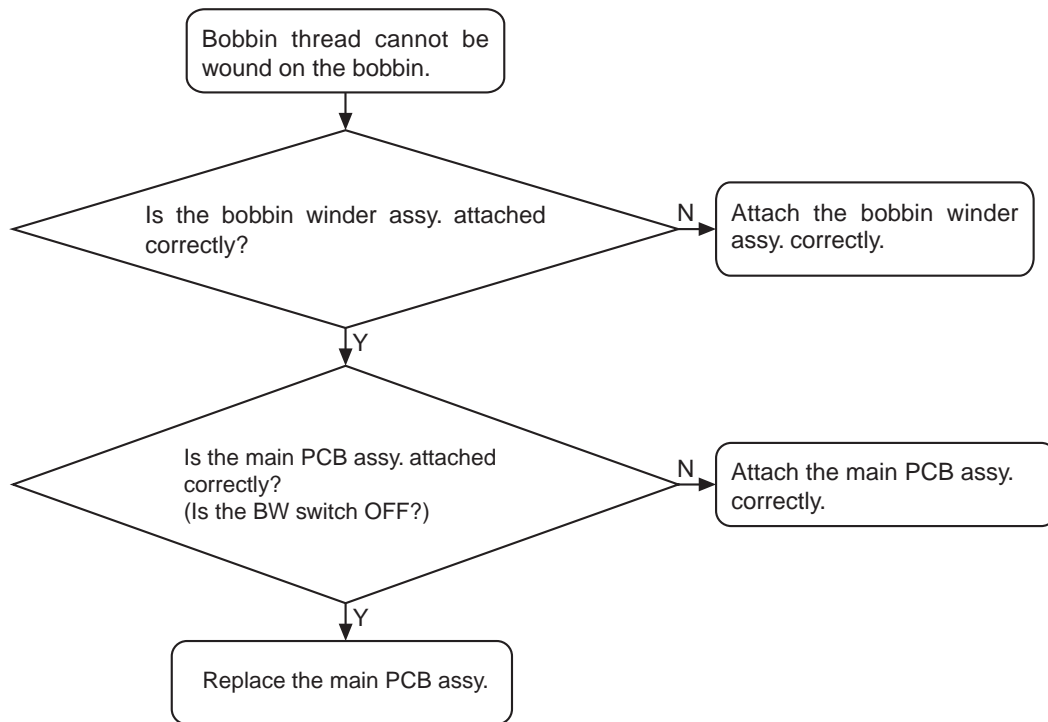 Bobbin thread cannot be
wound on the bobbin.
Is the bobbin winder assy. attached
correctly?
N
Attach the bobbin winder
assy. correctly.
Y
Is the main PCB assy. attached
correctly?
(Is the BW switch OFF?)
N
Attach the main PCB assy.
correctly.
Y
Replace the main PCB assy.